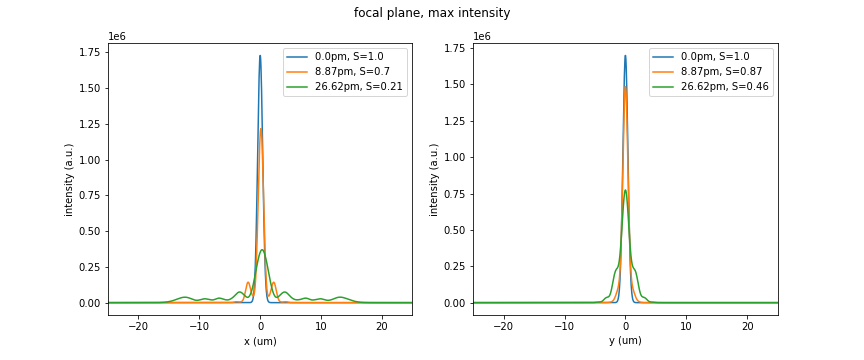 focal plane, max intensity
1e6
0.0pm, S=1.0
8.87pm, S=0.7
26.62pm, S=0.21
1.75
1.50
1.25
1.00
0.75
0.50
0.25
0.00
intensity (a.u.)
−20
−10
0
10
20
x (um)
1e6
0.0pm, S=1.0
8.87pm, S=0.87
26.62pm, S=0.46
1.75
1.50
1.25
1.00
0.75
0.50
0.25
0.00
intensity (a.u.)
−20
−10
0
10
20
y (um)